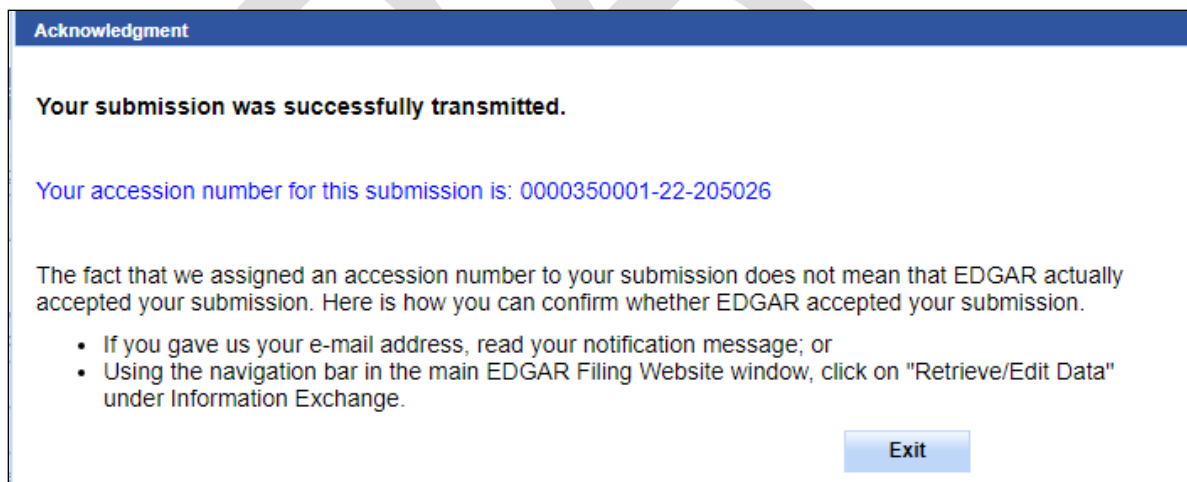 Acknowledgment
Your submission was successfully transmitted.
Your accession number for this submission is: 0000350001-22-205026
The fact that we assigned an accession number to your submission does not mean that EDGAR actually
accepted your submission. Here is how you can confirm whether EDGAR accepted your submission.
• If you gave us your e-mail address, read your notification message; or
• Using the navigation bar in the main EDGAR Filing Website window, click on "Retrieve/Edit Data"
under Information Exchange.
Exit